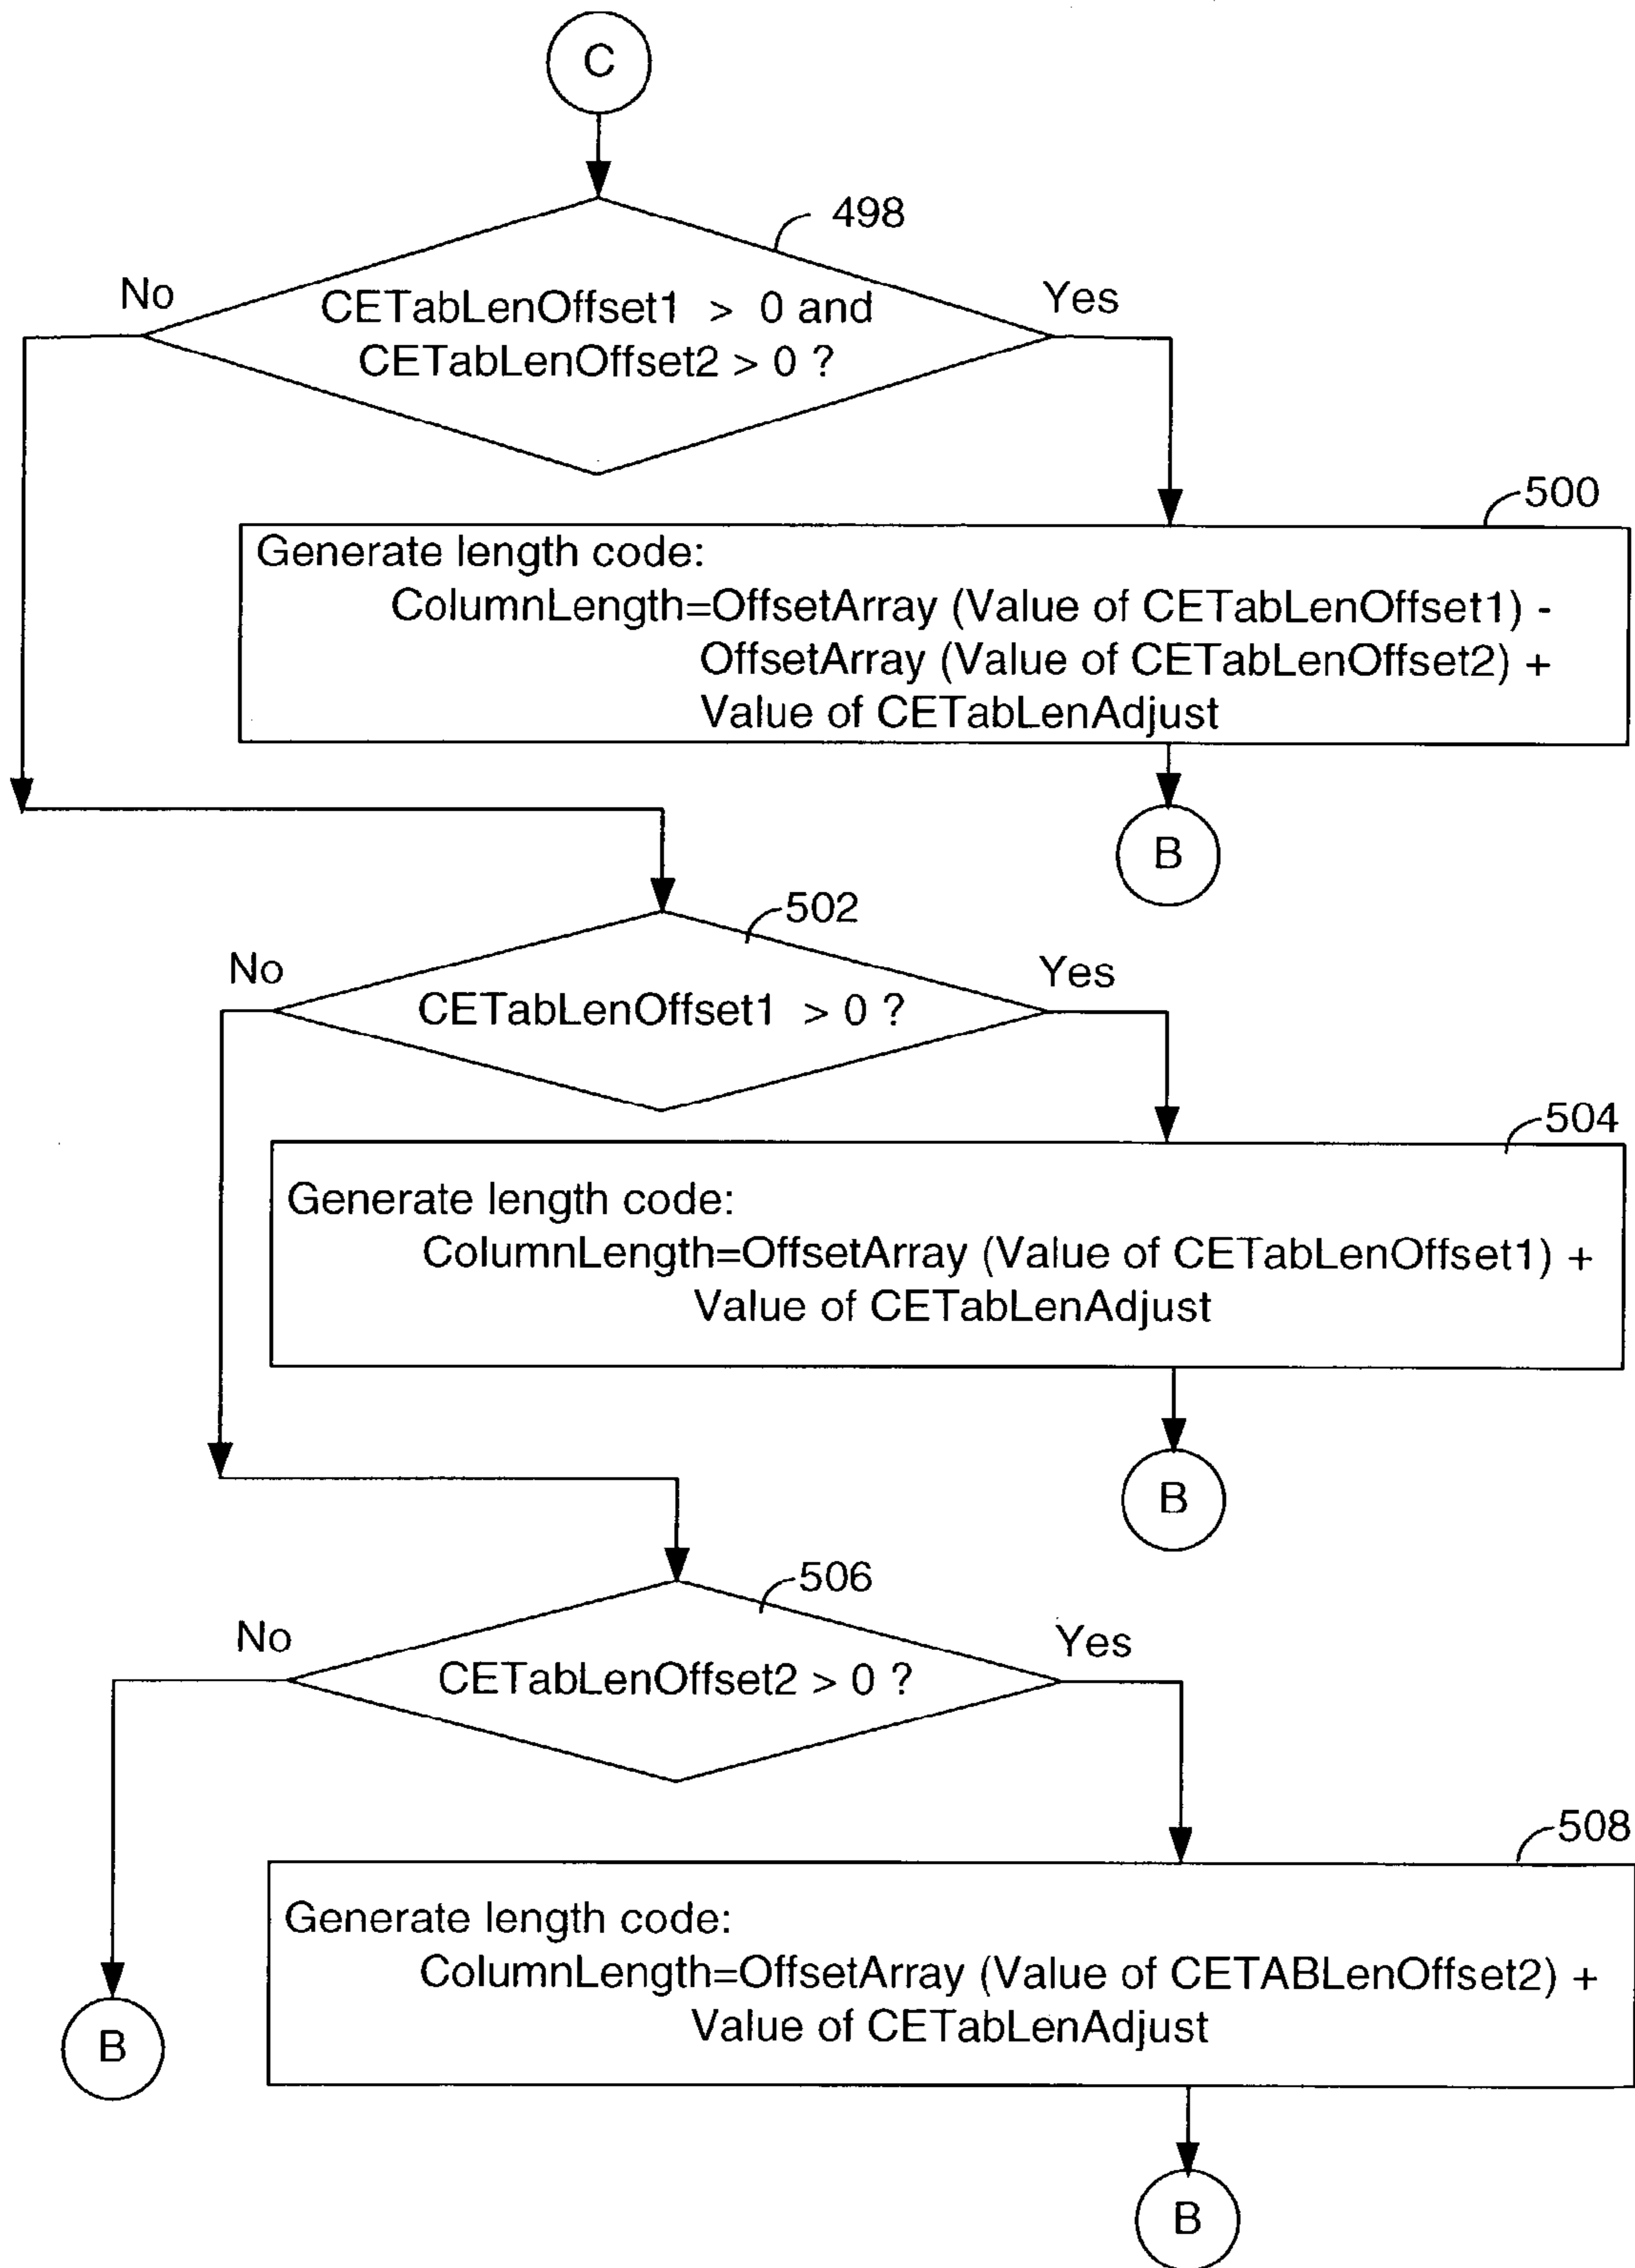 C
498
No
Yes
CETabLenOffset1 > 0 and
CETabLenOffset2 > 0 ?
500
Generate length code:
ColumnLength=OffsetArray (Value of CETabLenOffset1) -
OffsetArray (Value of CETabLenOffset2) +
Value of CETabLenAdjust
B
502
No
Yes
CETabLenOffset1 > 0 ?
504
Generate length code:
ColumnLength=OffsetArray (Value of CETabLenOffset1) +
Value of CETabLenAdjust
B
506
No
Yes
CETabLenOffset2 > 0 ?
508
Generate length code:
ColumnLength=OffsetArray (Value of CETABLenOffset2) +
Value of CETabLenAdjust
B
B